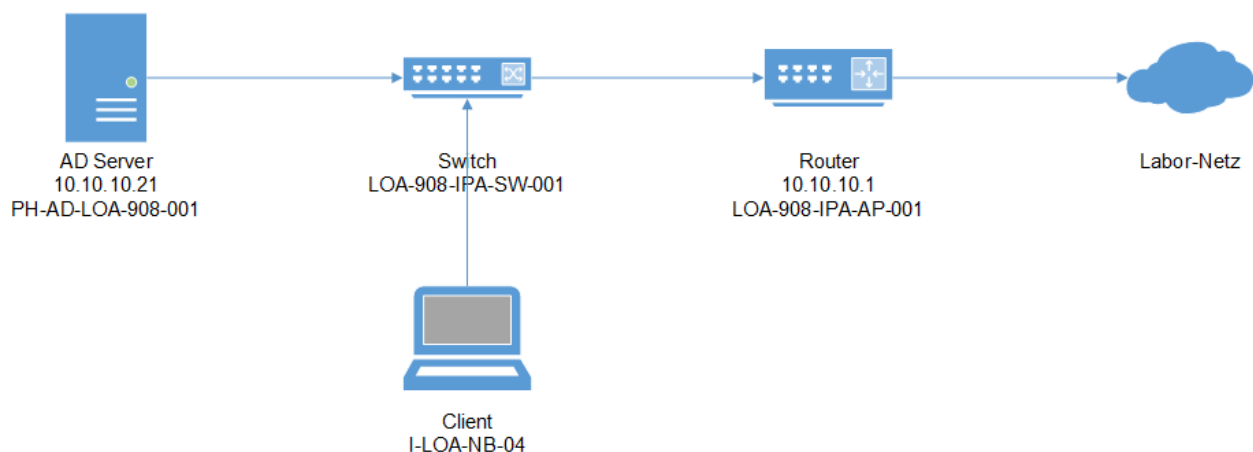 AD Server
10.10.10.21
PH-AD-LOA-908-001
Switch
LOA-908-IPA-SW-001
Router
10.10.10.1
LOA-908-IPA-AP-001
Labor-Netz
Client
I-LOA-NB-04